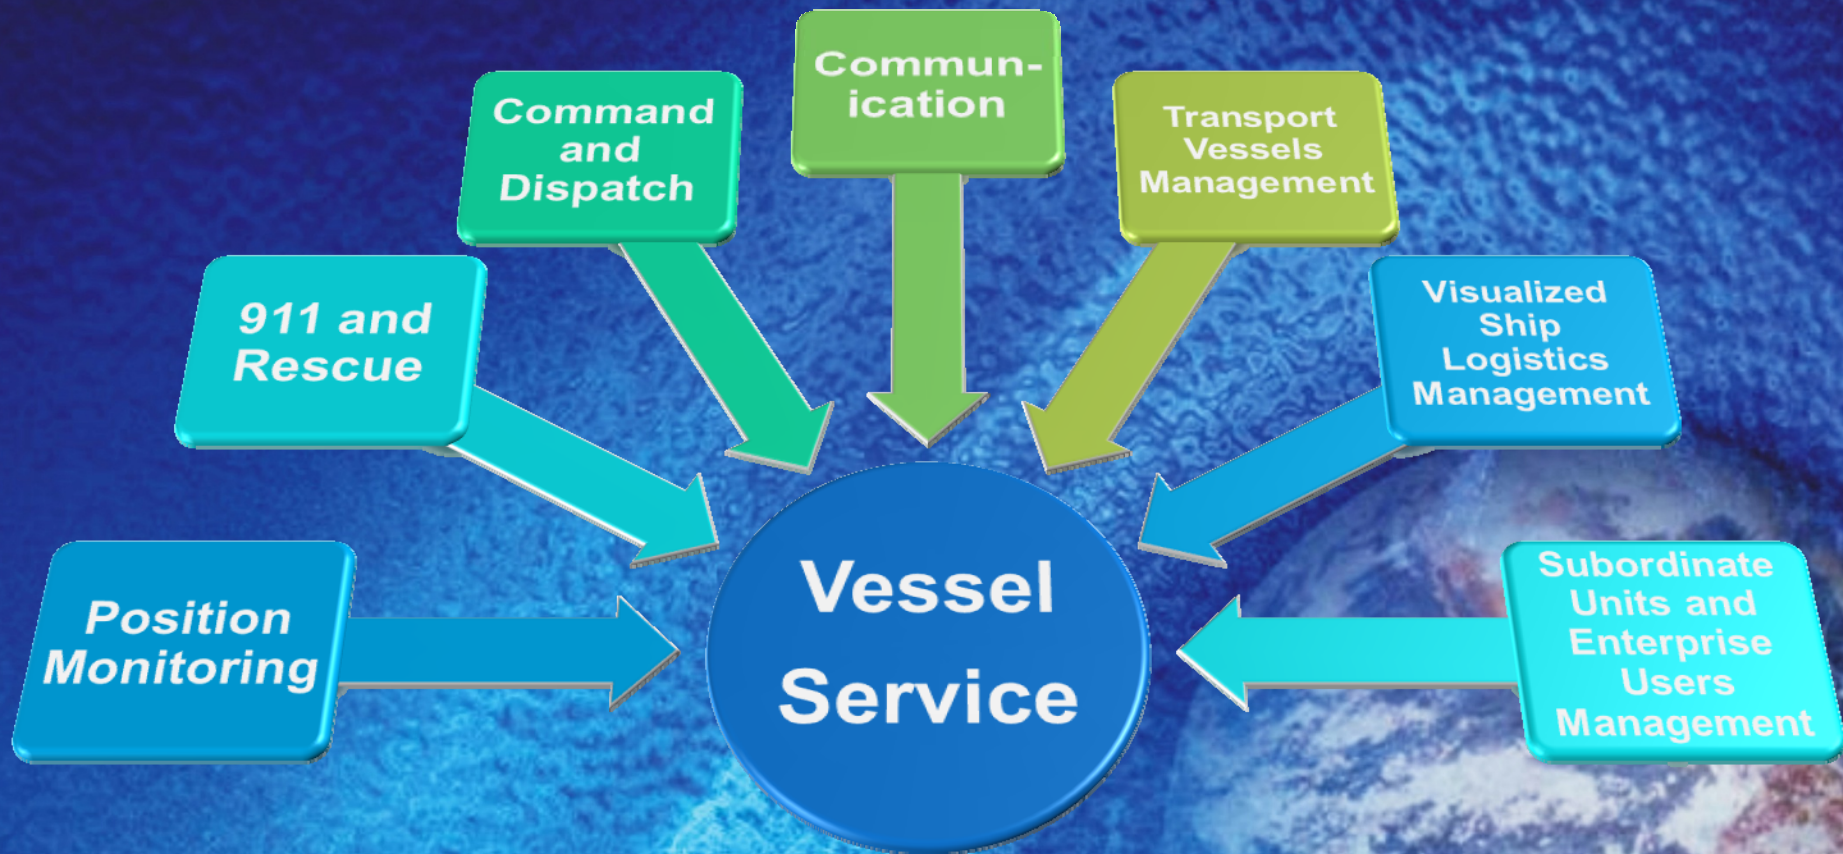 Commun-
ication
Command
and
Dispatch
Transport
Vessels
Management
911 and
Rescue
Visualized
Ship
Logistics
Management
Position
Monitoring
Subordinate
Units and
Enterprise
Users
Management
Vessel
Service